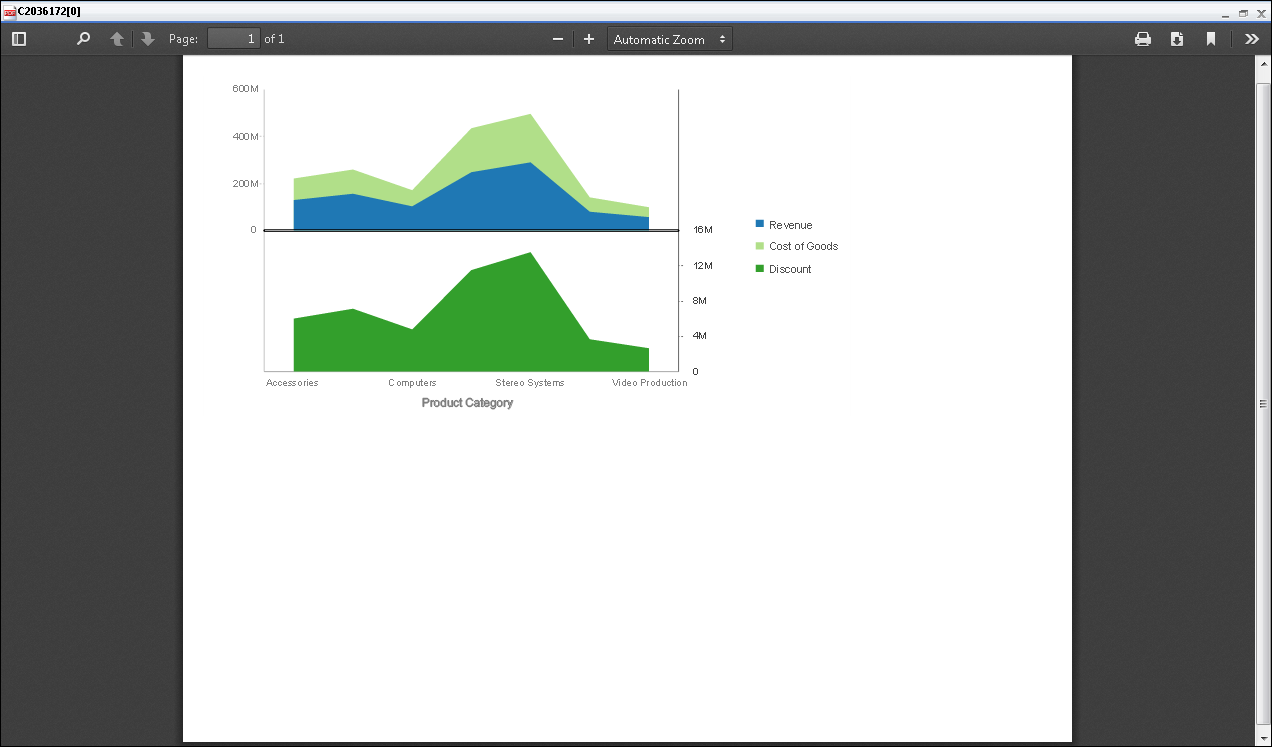 C2036172[0]
Page: 1 of 1
Automatic Zoom
600M
400M
200M
0
16M
12M
8M
4M
0
Revenue
Cost of Goods
Discount
Accessories Computers Stereo Systems Video Production
Product Category